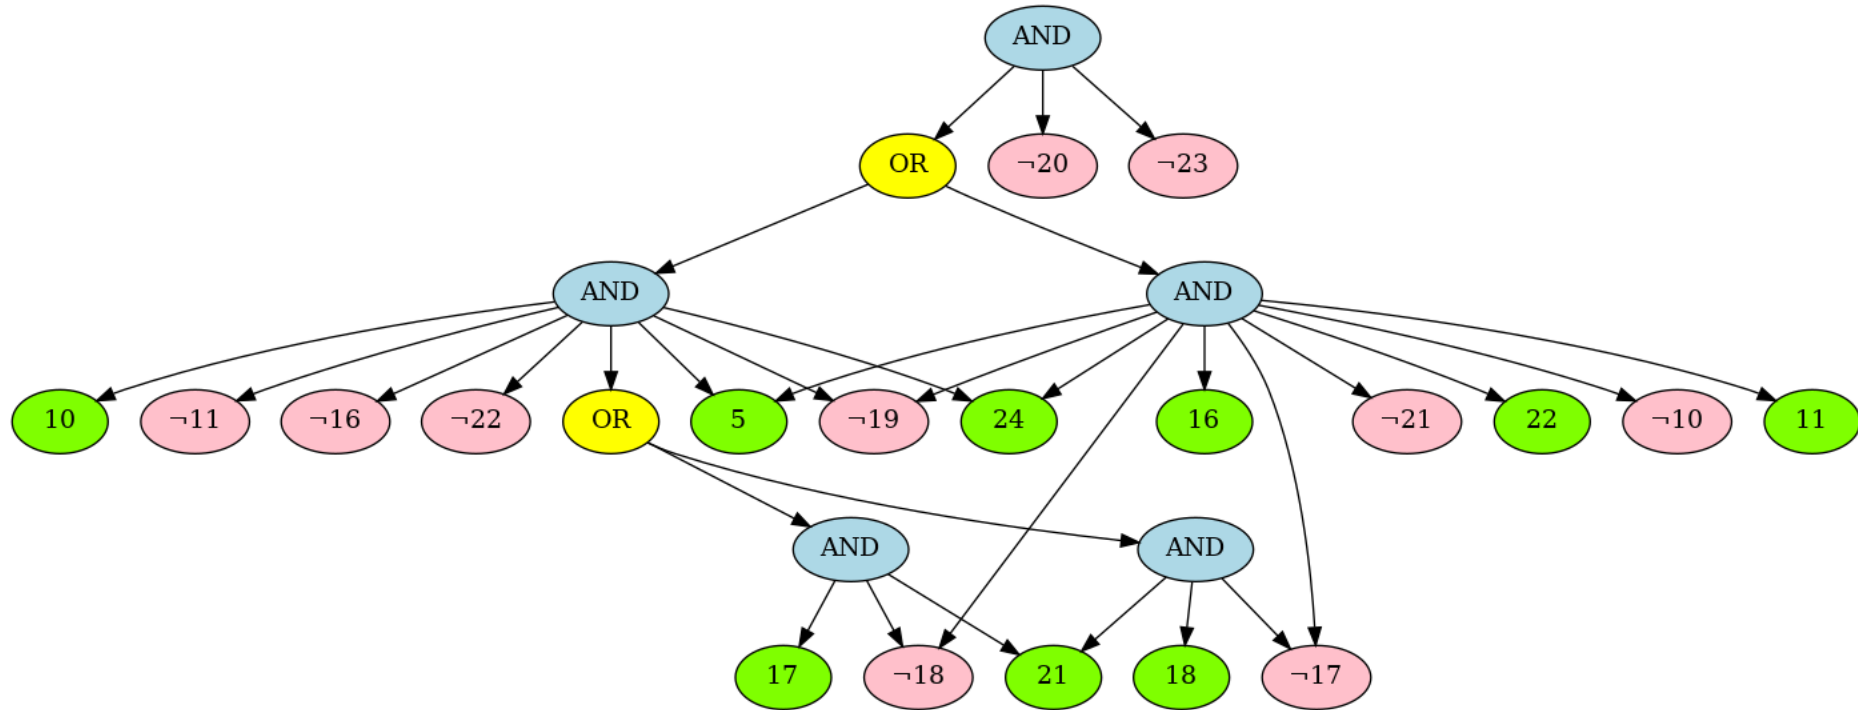 AND
OR ¬20 ¬23
AND AND
10 ¬11 ¬16 ¬22 OR 5 ¬19 24 16 ¬21 22 ¬10 11
AND AND
17 ¬18 21 18 ¬17